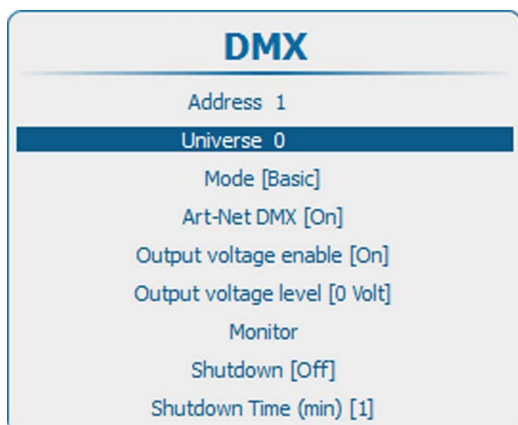 DMX
Address 1
Universe 0
Mode [Basic]
Art-Net DMX [On]
Output voltage enable [On]
Output voltage level [0 Volt]
Monitor
Shutdown [Off]
Shutdown Time (min) [1]